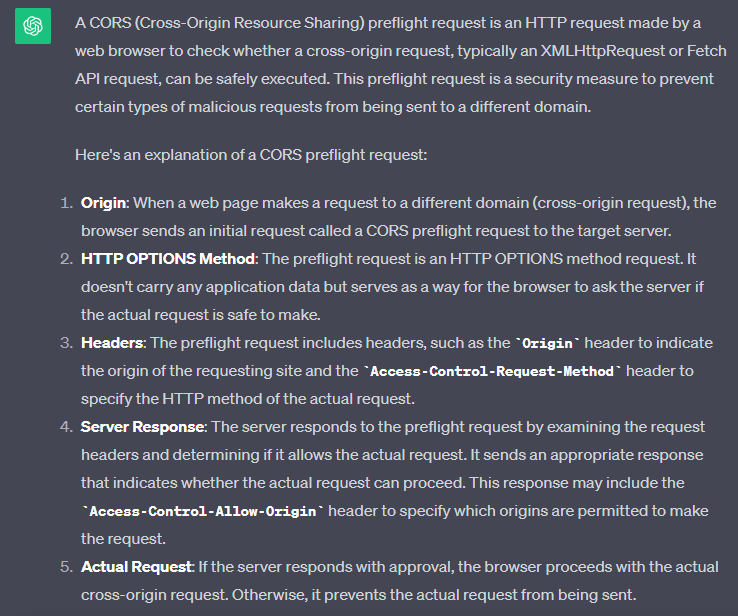 A CORS (Cross-Origin Resource Sharing) preflight request is an HTTP request made by a
web browser to check whether a cross-origin request, typically an XMLHttpRequest or Fetch
API request, can be safely executed. This preflight request is a security measure to prevent
certain types of malicious requests from being sent to a different domain.
Here's an explanation of a CORS preflight request:
1. Origin: When a web page makes a request to a different domain (cross-origin request), the
browser sends an initial request called a CORS preflight request to the target server.
2. HTTP OPTIONS Method: The preflight request is an HTTP OPTIONS method request. It
doesn't carry any application data but serves as a way for the browser to ask the server if
the actual request is safe to make.
3. Headers: The preflight request includes headers, such as the `Origin` header to indicate
the origin of the requesting site and the `Access-Control-Request-Method` header to
specify the HTTP method of the actual request.
4. Server Response: The server responds to the preflight request by examining the request
headers and determining if it allows the actual request. It sends an appropriate response
that indicates whether the actual request can proceed. This response may include the
`Access-Control-Allow-Origin` header to specify which origins are permitted to make
the request.
5. Actual Request: If the server responds with approval, the browser proceeds with the actual
cross-origin request. Otherwise, it prevents the actual request from being sent.